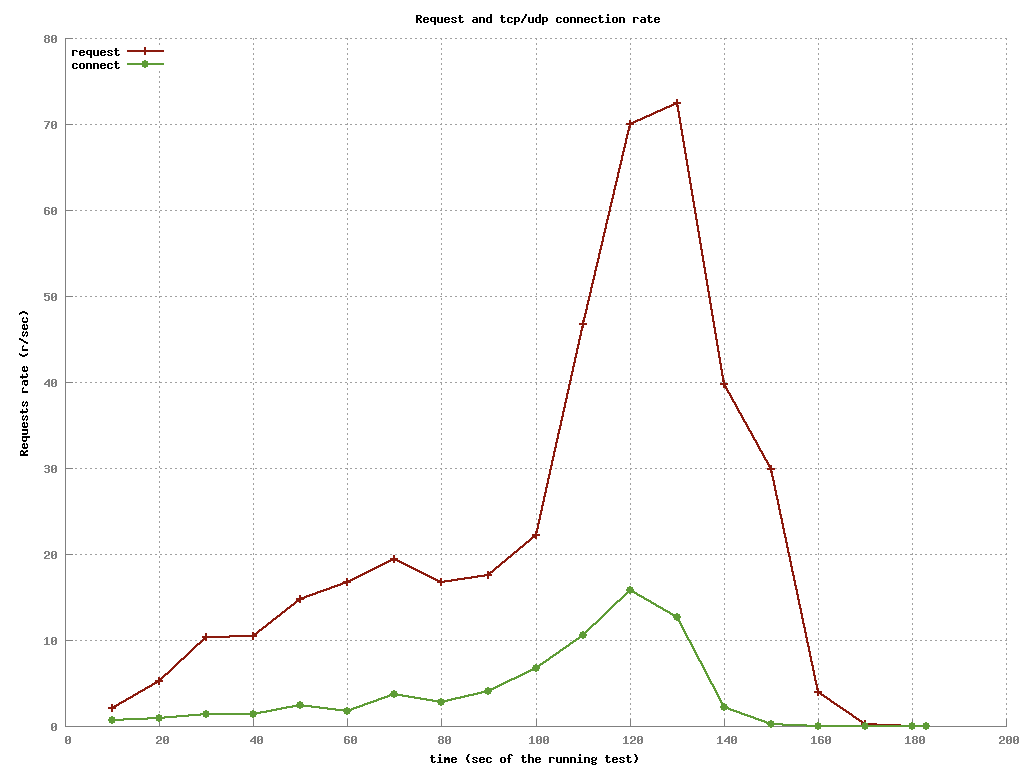 Request and tcp/udp connection rate
request
connect
80
70
60
50
40
30
20
10
0
Requests rate (r/sec)
0 20 40 60 80 100 120 140 160 180 200
time (sec of the running test)